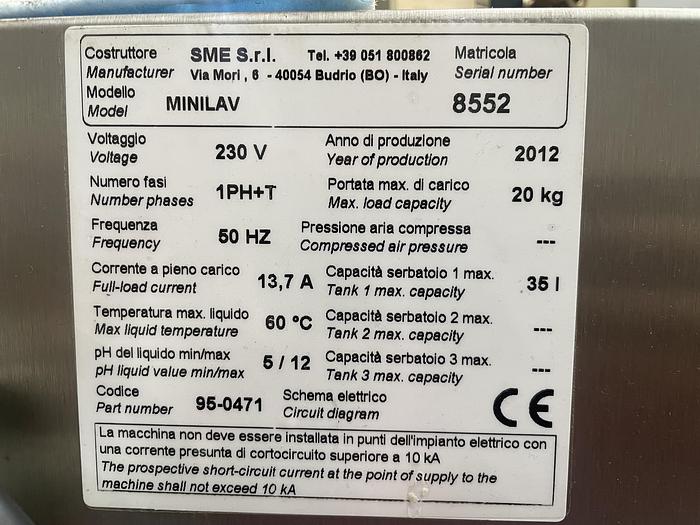 Costruttore SME S.r.l. Tel. +39 051 800862 Matricola
Manufacturer Via Mori , 6 - 40054 Budrio (BO) - Italy Serial number
Modello
Model MINILAV 8552
Voltaggio Anno di produzione
Voltage 230 V Year of production 2012
Numero fasi Portata max. di carico
Number phases 1PH+T Max. load capacity 20 kg
Frequenza Pressione aria compressa
Frequency 50 HZ Compressed air pressure ---
Corrente a pieno carico Capacità serbatoio 1 max.
Full-load current 13,7 A Tank 1 max. capacity 35 l
Temperatura max. liquido Capacità serbatoio 2 max.
Max liquid temperature 60 °C Tank 2 max. capacity ---
pH del liquido min/max Capacità serbatoio 3 max.
pH liquid value min/max 5 / 12 Tank 3 max. capacity ---
Codice Schema elettrico
Part number 95-0471 Circuit diagram CE
La macchina non deve essere installata in punti dell'impianto elettrico con
una corrente presunta di cortocircuito superiore a 10 kA
The prospective short-circuit current at the point of supply to the
machine shall not exceed 10 kA